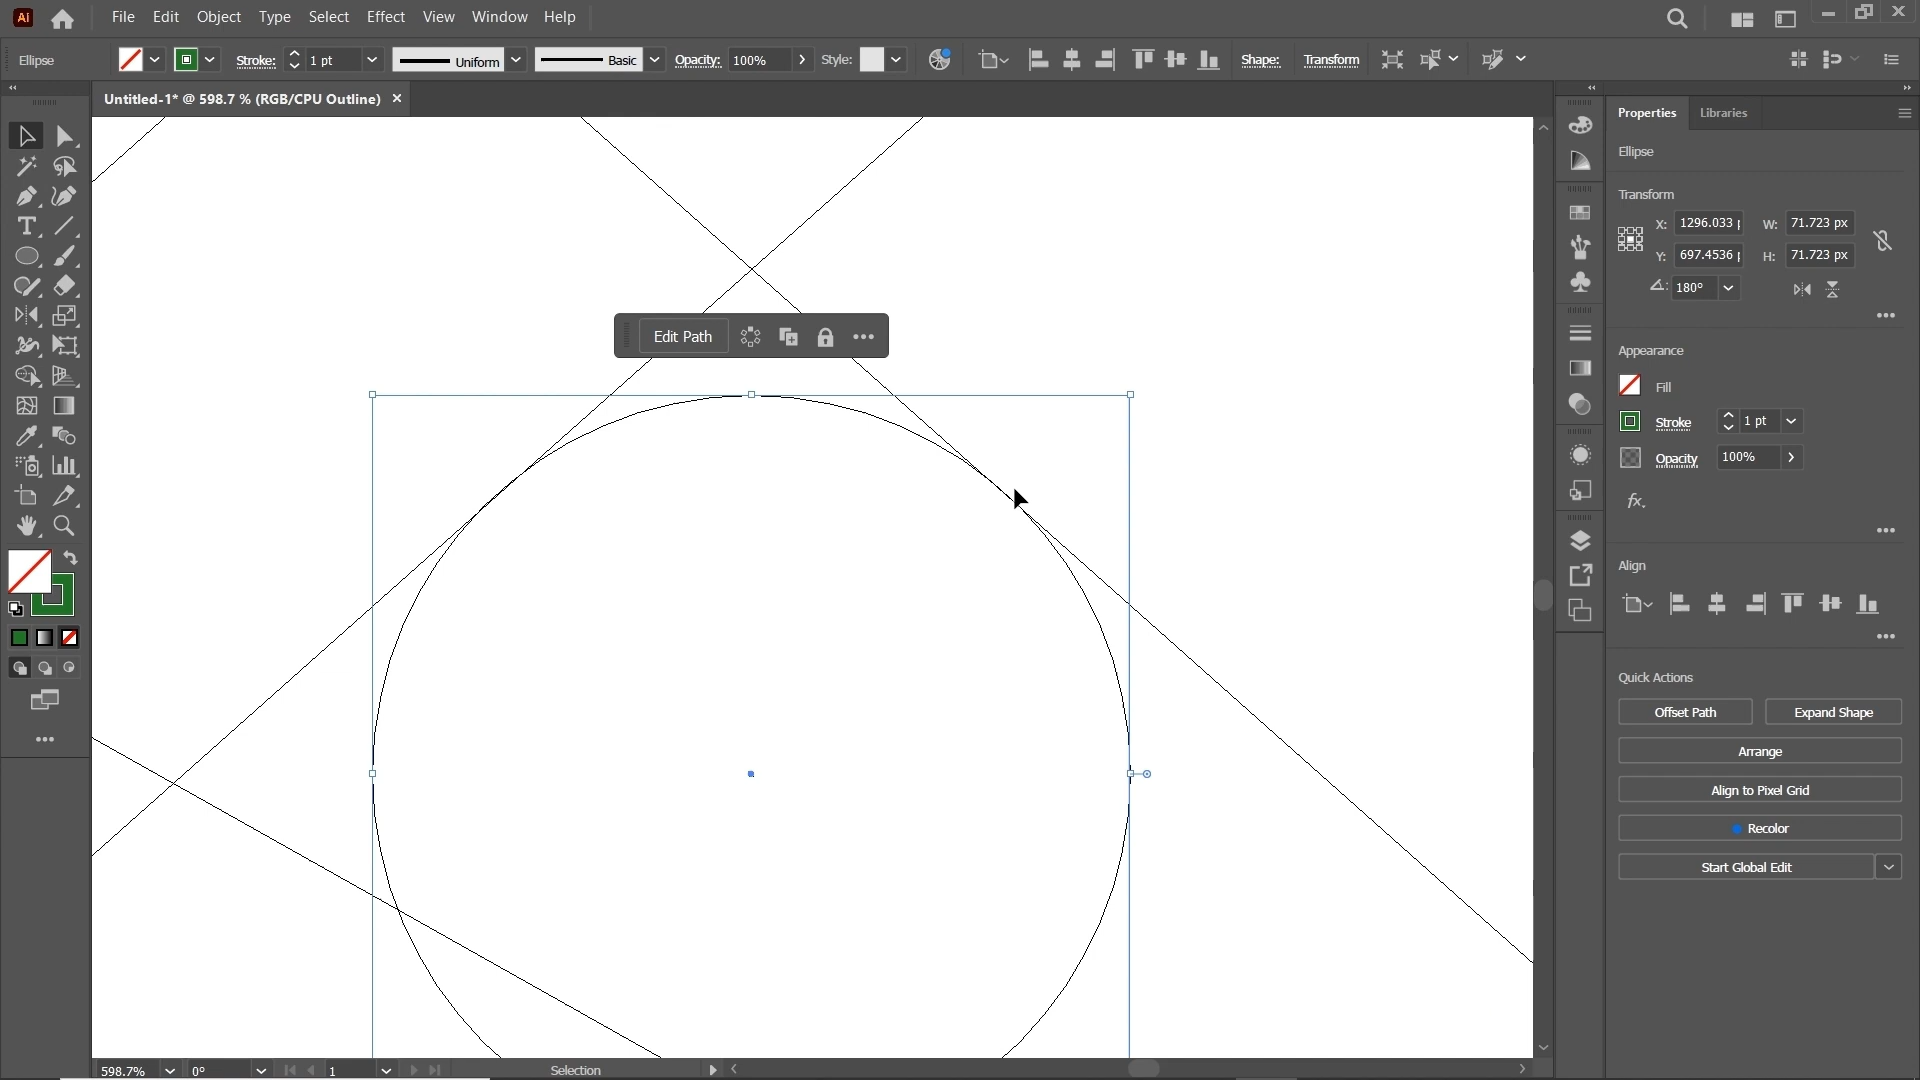 Ai File Edit Object Type Select Effect View Window Help
Ellipse Stroke: 1 pt Uniform Basic Opacity: 100% Style: Shape: Transform
Untitled-1* @ 598.7 % (RGB/CPU Outline) ×
Edit Path
Properties Libraries
Ellipse
Transform
X: 1296.033 W: 71.723 px
Y: 697.4536 H: 71.723 px
180°
Appearance
Fill
Stroke 1 pt
Opacity 100%
fx.
Align
Quick Actions
Offset Path Expand Shape
Arrange
Align to Pixel Grid
Recolor
Start Global Edit
598.7% 0° 1 Selection